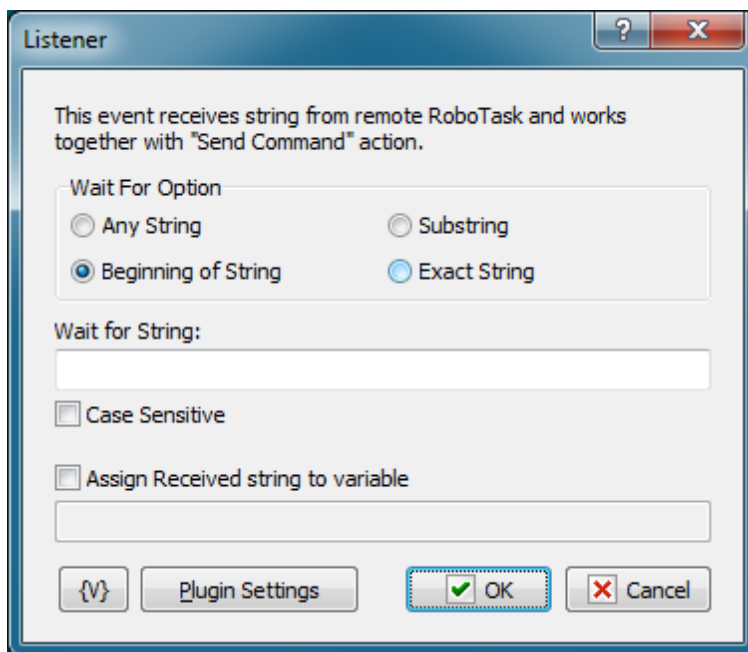 Listener
?
This event receives string from remote RoboTask and works
together with "Send Command" action.
Wait For Option
Any String Substring
Beginning of String Exact String
Wait for String:
Case Sensitive
Assign Received string to variable
{V} Plugin Settings OK Cancel